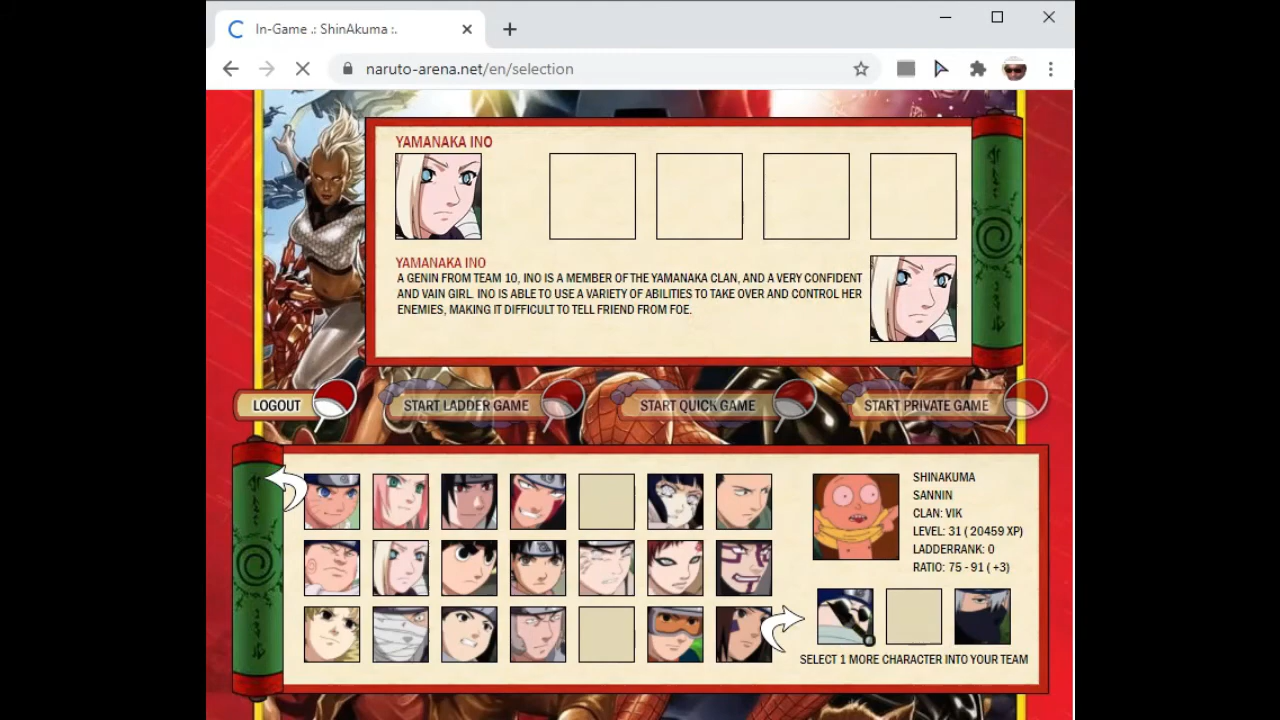 In-Game .: ShinAkuma :.
naruto-arena.net/en/selection
YAMANAKA INO
YAMANAKA INO
A GENIN FROM TEAM 10, INO IS A MEMBER OF THE YAMANAKA CLAN, AND A VERY CONFIDENT
AND VAIN GIRL. INO IS ABLE TO USE A VARIETY OF ABILITIES TO TAKE OVER AND CONTROL HER
ENEMIES, MAKING IT DIFFICULT TO TELL FRIEND FROM FOE.
LOGOUT
START LADDER GAME
START QUICK GAME
START PRIVATE GAME
SHINAKUMA
SANNIN
CLAN: VIK
LEVEL: 31 ( 20459 XP)
LADDERRANK: 0
RATIO: 75 - 91 ( +3)
SELECT 1 MORE CHARACTER INTO YOUR TEAM